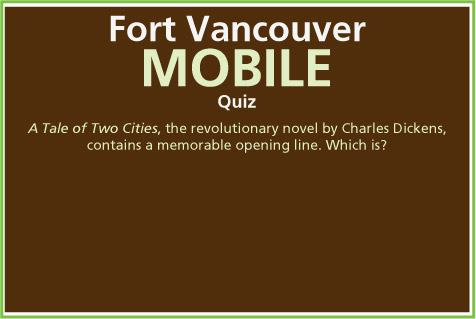 Fort Vancouver
MOBILE
Quiz
A Tale of Two Cities, the revolutionary novel by Charles Dickens,
contains a memorable opening line. Which is?